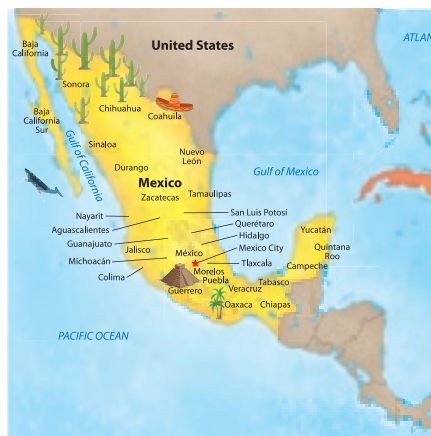 United States
ATLAN
Baja
California
Sonora
Chihuahua
Coahuila
Baja
California
Sur
Gulf of California
Sinaloa
Nuevo
León
Durango
Gulf of Mexico
Mexico
Zacatecas
Tamaulipas
Nayarit
San Luis Potosí
Aguascalientes
Querétaro
Yucatán
Guanajuato
Hidalgo
Jalisco
México
Mexico City
Quintana
Roo
Michoacán
Tlaxcala
Campeche
Colima
Morelos
Puebla
Tabasco
Guerrero
Veracruz
Oaxaca
Chiapas
PACIFIC OCEAN